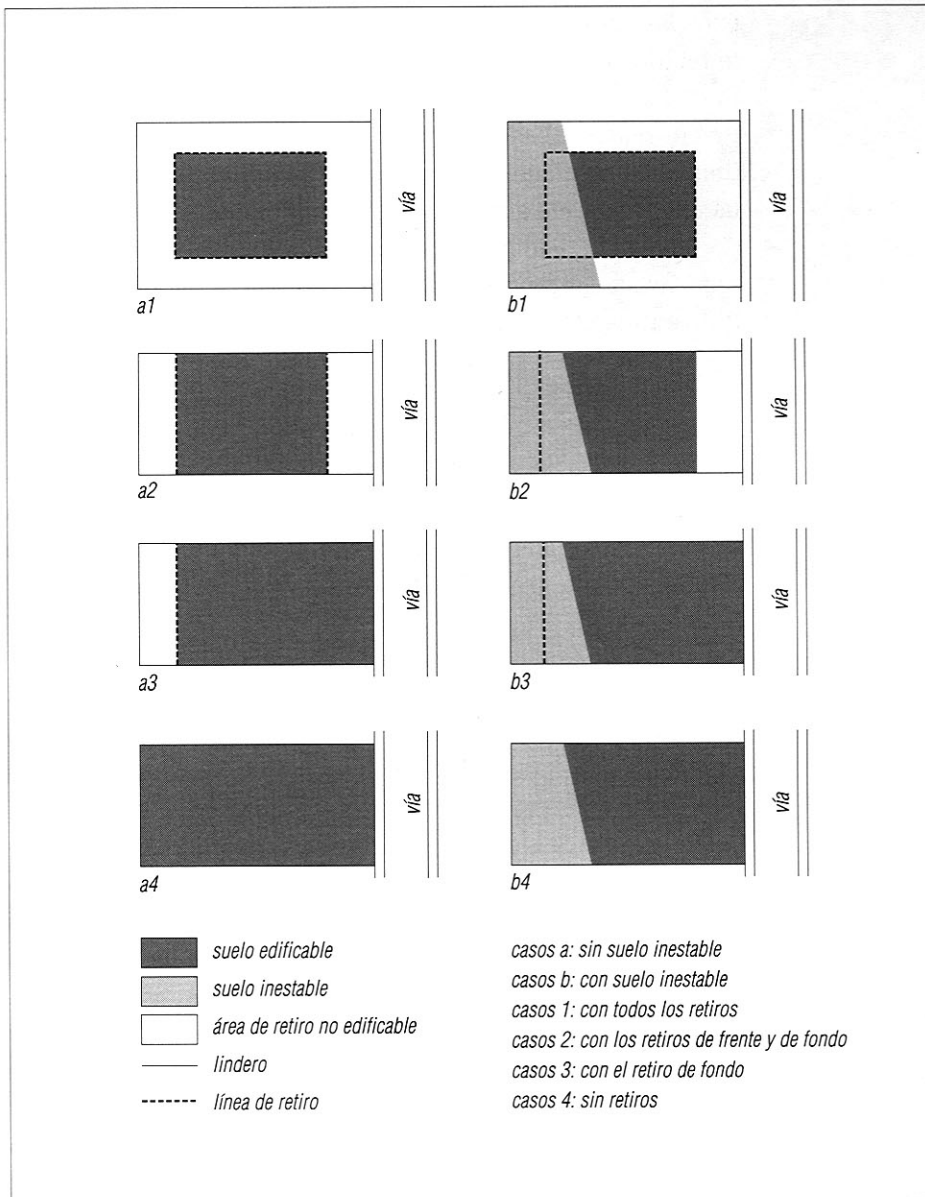 vía
a1
vía
b1
vía
a2
vía
b2
vía
a3
vía
b3
vía
a4
vía
b4
suelo edificable
suelo inestable
área de retiro no edificable
lindero
línea de retiro
casos a: sin suelo inestable
casos b: con suelo inestable
casos 1: con todos los retiros
casos 2: con los retiros de frente y de fondo
casos 3: con el retiro de fondo
casos 4: sin retiros